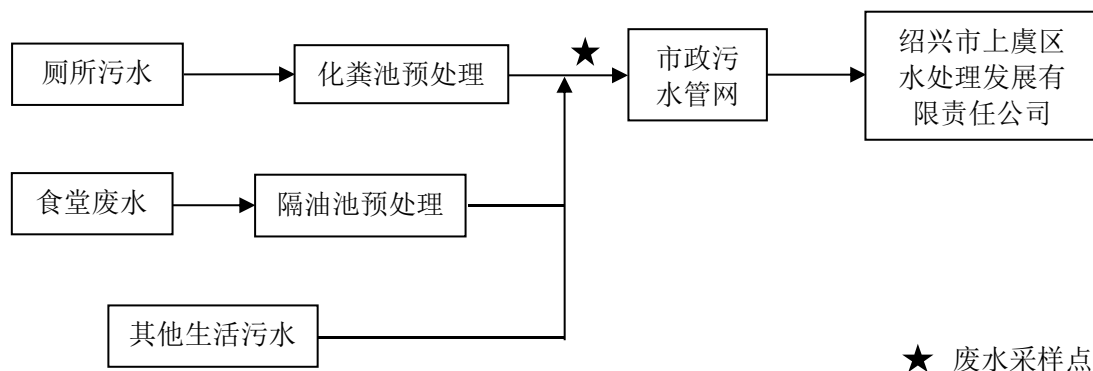 厕所污水
化粪池预处理
市政污
水管网
绍兴市上虞区
水处理发展有
限责任公司
食堂废水
隔油池预处理
其他生活污水
★ 废水采样点